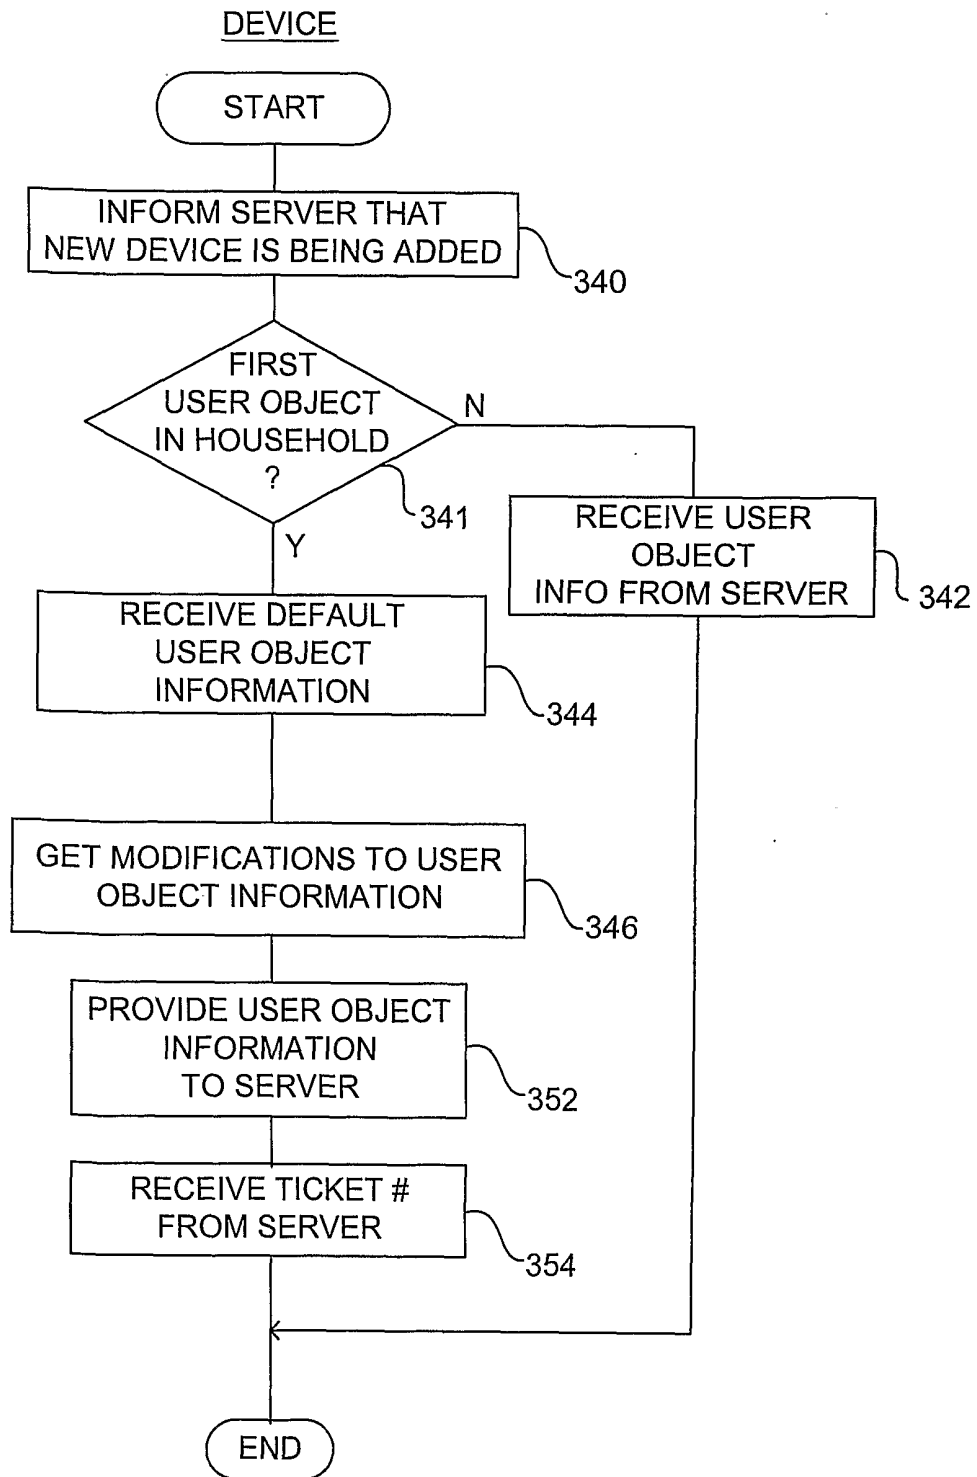 DEVICE
START
INFORM SERVER THAT
NEW DEVICE IS BEING ADDED
340
FIRST
USER OBJECT
IN HOUSEHOLD
?
N
341
Y
RECEIVE USER
OBJECT
INFO FROM SERVER
342
RECEIVE DEFAULT
USER OBJECT
INFORMATION
344
GET MODIFICATIONS TO USER
OBJECT INFORMATION
346
PROVIDE USER OBJECT
INFORMATION
TO SERVER
352
RECEIVE TICKET #
FROM SERVER
354
END